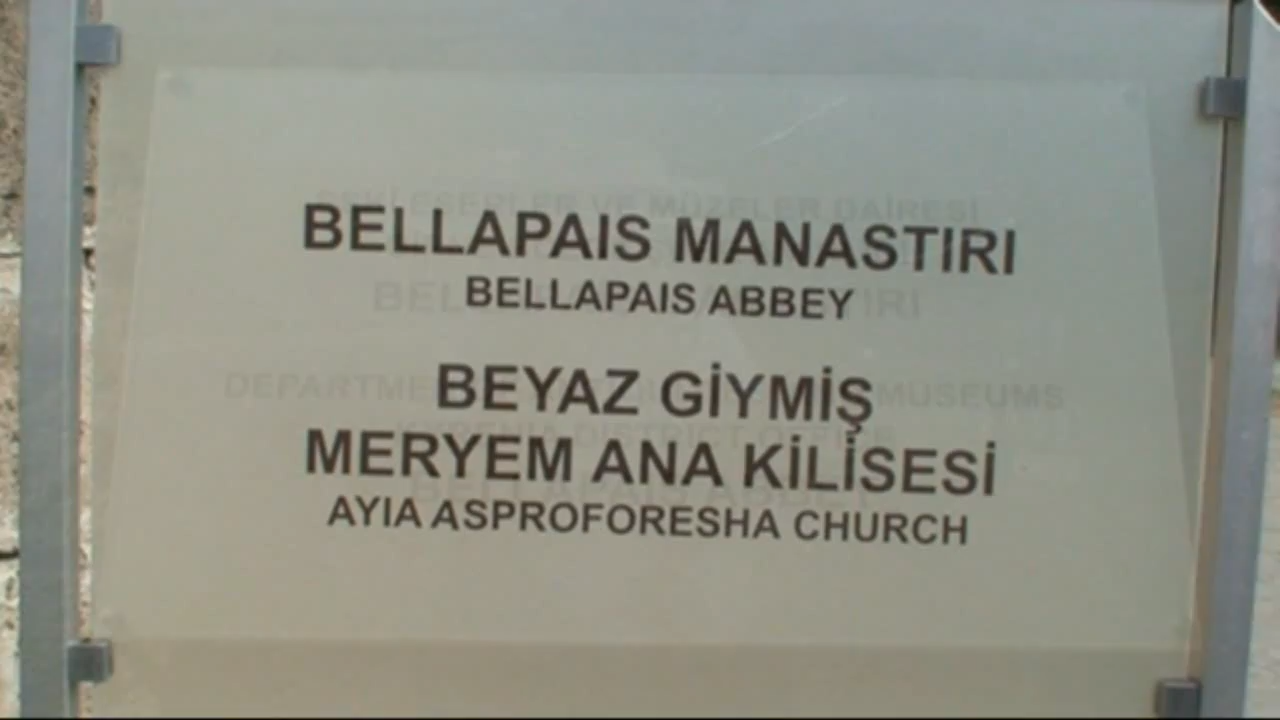 BELLAPAIS MANASTIRI
BELLAPAIS ABBEY
BEYAZ GİYMİŞ
MERYEM ANA KİLİSESİ
AYIA ASPROFORESHA CHURCH